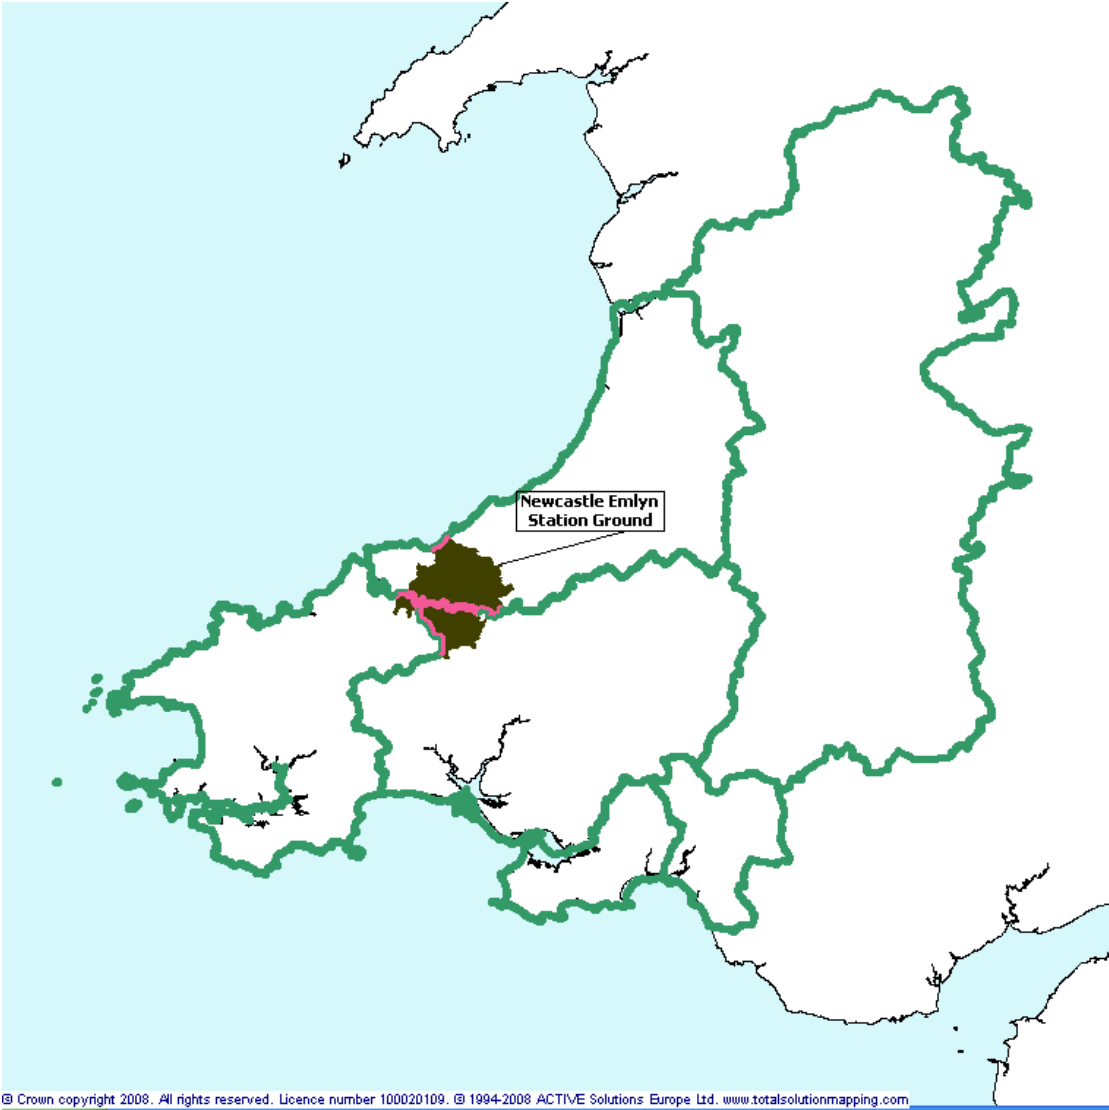 Newcastle Emlyn
Station Ground
© Crown copyright 2008. All rights reserved. Licence number 100020109. © 1994-2008 ACTIVE Solutions Europe Ltd. www.totalsolutionmapping.com